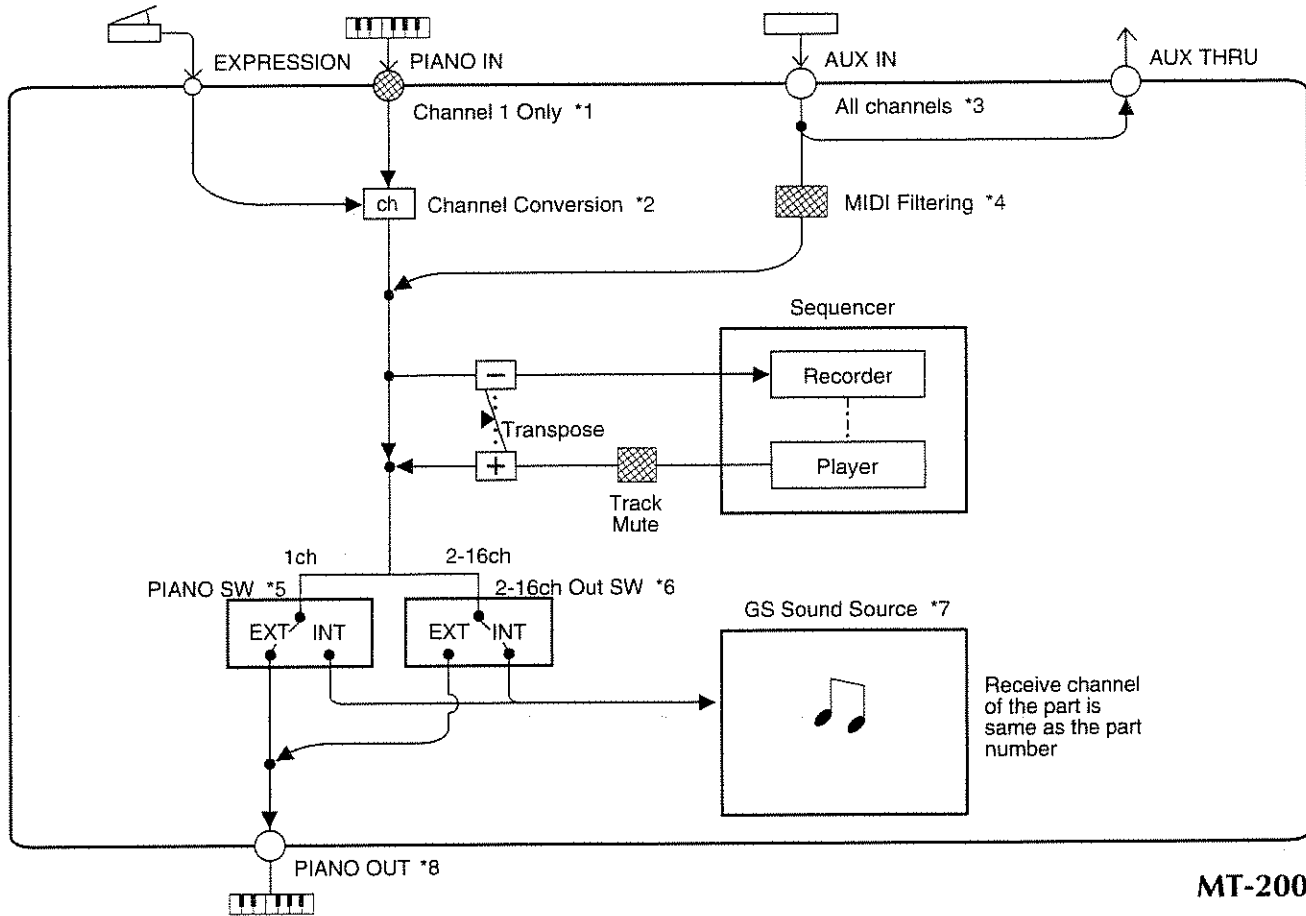 EXPRESSION
PIANO IN
AUX IN
AUX THRU
Channel 1 Only *1
All channels *3
ch
Channel Conversion *2
MIDI Filtering *4
Sequencer
−
Recorder
Transpose
+
Player
Track
Mute
1ch
2-16ch
PIANO SW *5
2-16ch Out SW *6
GS Sound Source *7
EXT INT
EXT INT
Receive channel
of the part is
same as the part
number
PIANO OUT *8
MT-200